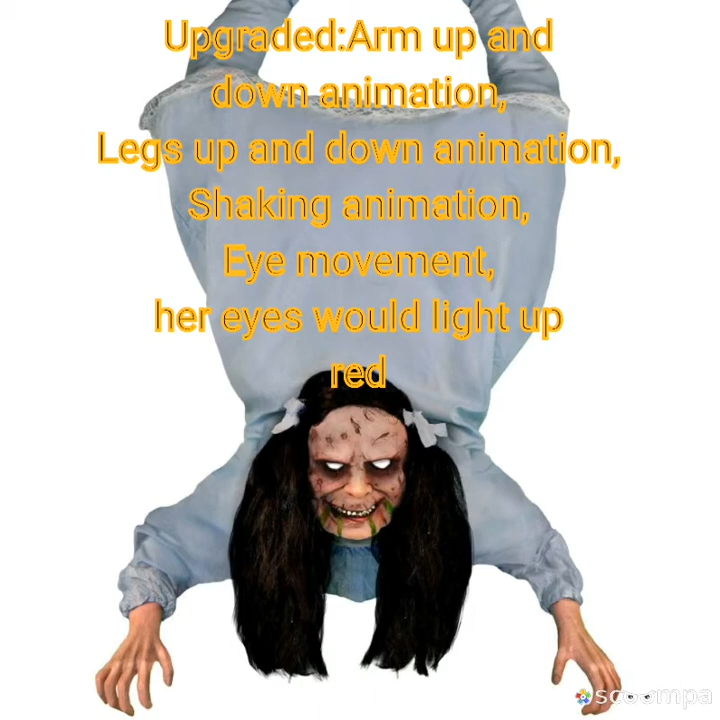 Upgraded:Arm up and
down animation,
Legs up and down animation,
Shaking animation,
Eye movement,
her eyes would light up
red
scoompa